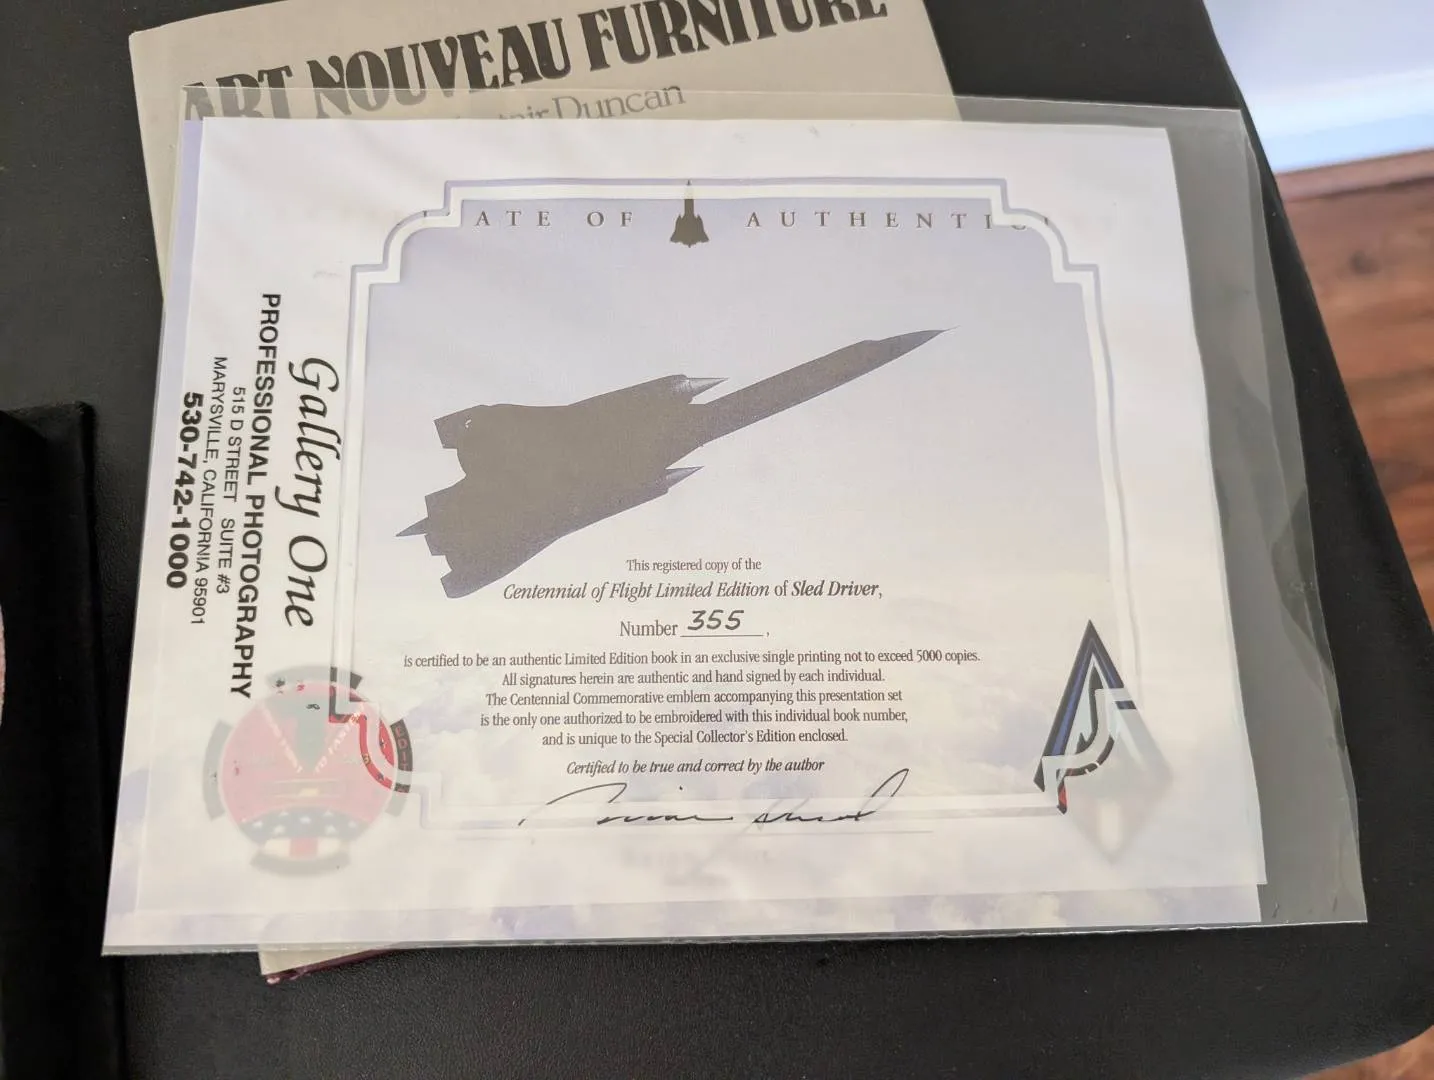 ART NOUVEAU FURNITURE
Duncan
ATE OF AUTHENTI
Gallery One
PROFESSIONAL PHOTOGRAPHY
515 D STREET SUITE #3
MARYSVILLE, CALIFORNIA 95901
530-742-1000
This registered copy of the
Centennial of Flight Limited Edition of Sled Driver,
Number 355,
is certified to be an authentic Limited Edition book in an exclusive single printing not to exceed 5000 copies.
All signatures herein are authentic and hand signed by each individual.
The Centennial Commemorative emblem accompanying this presentation set
is the only one authorized to be embroidered with this individual book number,
and is unique to the Special Collector's Edition enclosed.
Certified to be true and correct by the author